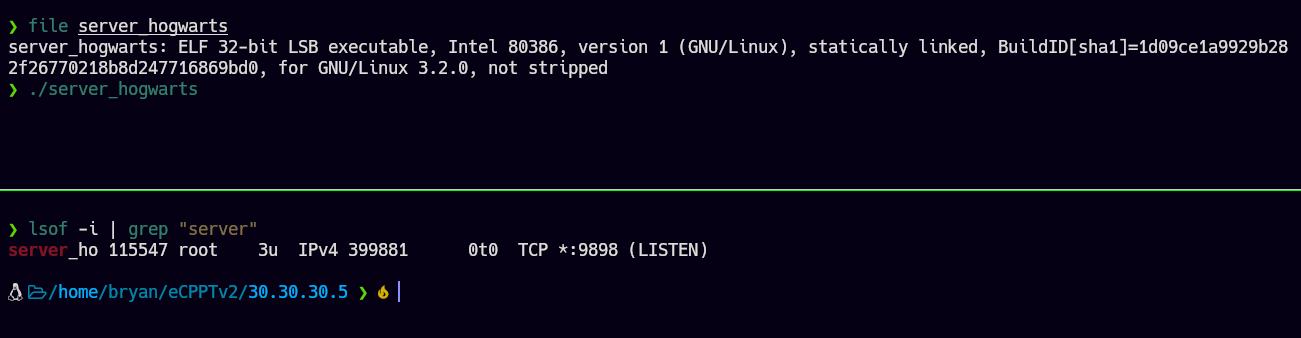 ❯ file server_hogwarts
server_hogwarts: ELF 32-bit LSB executable, Intel 80386, version 1 (GNU/Linux), statically linked, BuildID[sha1]=1d09ce1a9929b28
2f26770218b8d247716869bd0, for GNU/Linux 3.2.0, not stripped
❯ ./server_hogwarts
❯ lsof -i | grep "server"
server_ho 115547 root    3u  IPv4 399881      0t0  TCP *:9898 (LISTEN)
/home/bryan/eCPPTv2/30.30.30.5 ❯